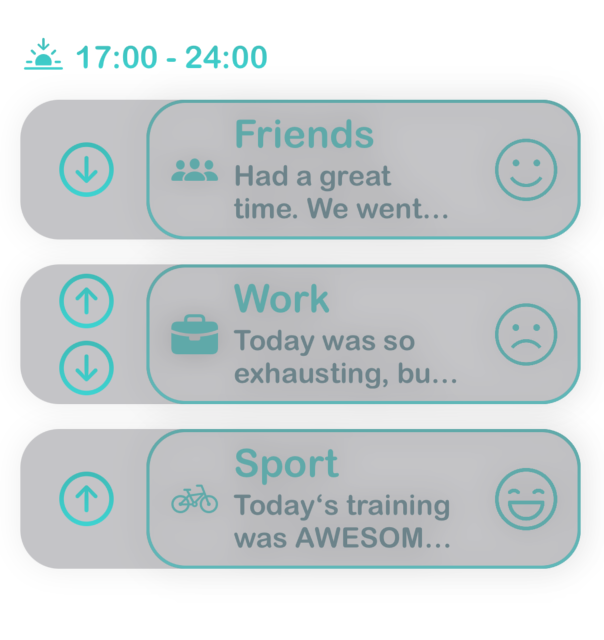 17:00 - 24:00
Friends
Had a great
time. We went...
Work
Today was so
exhausting, bu...
Sport
Today‘s training
was AWESOM...